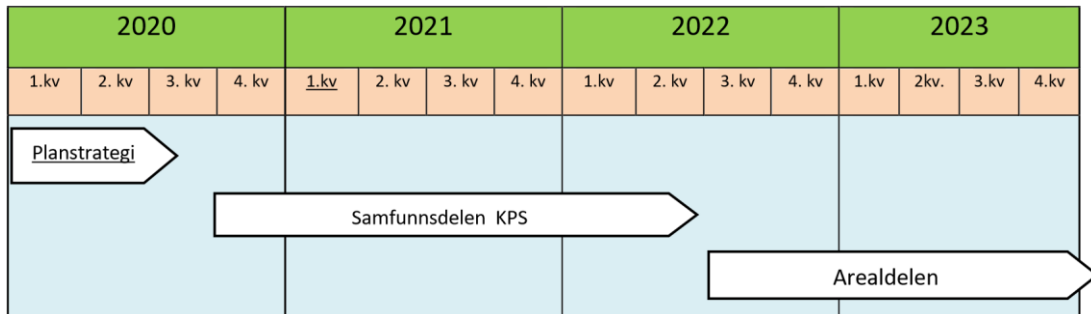 2020 2021 2022 2023
1.kv 2. kv 3. kv 4. kv 1.kv 2. kv 3. kv 4. kv 1.kv 2. kv 3. kv 4. kv 1.kv 2kv. 3.kv 4.kv
Planstrategi
Samfunnsdelen KPS
Arealdelen